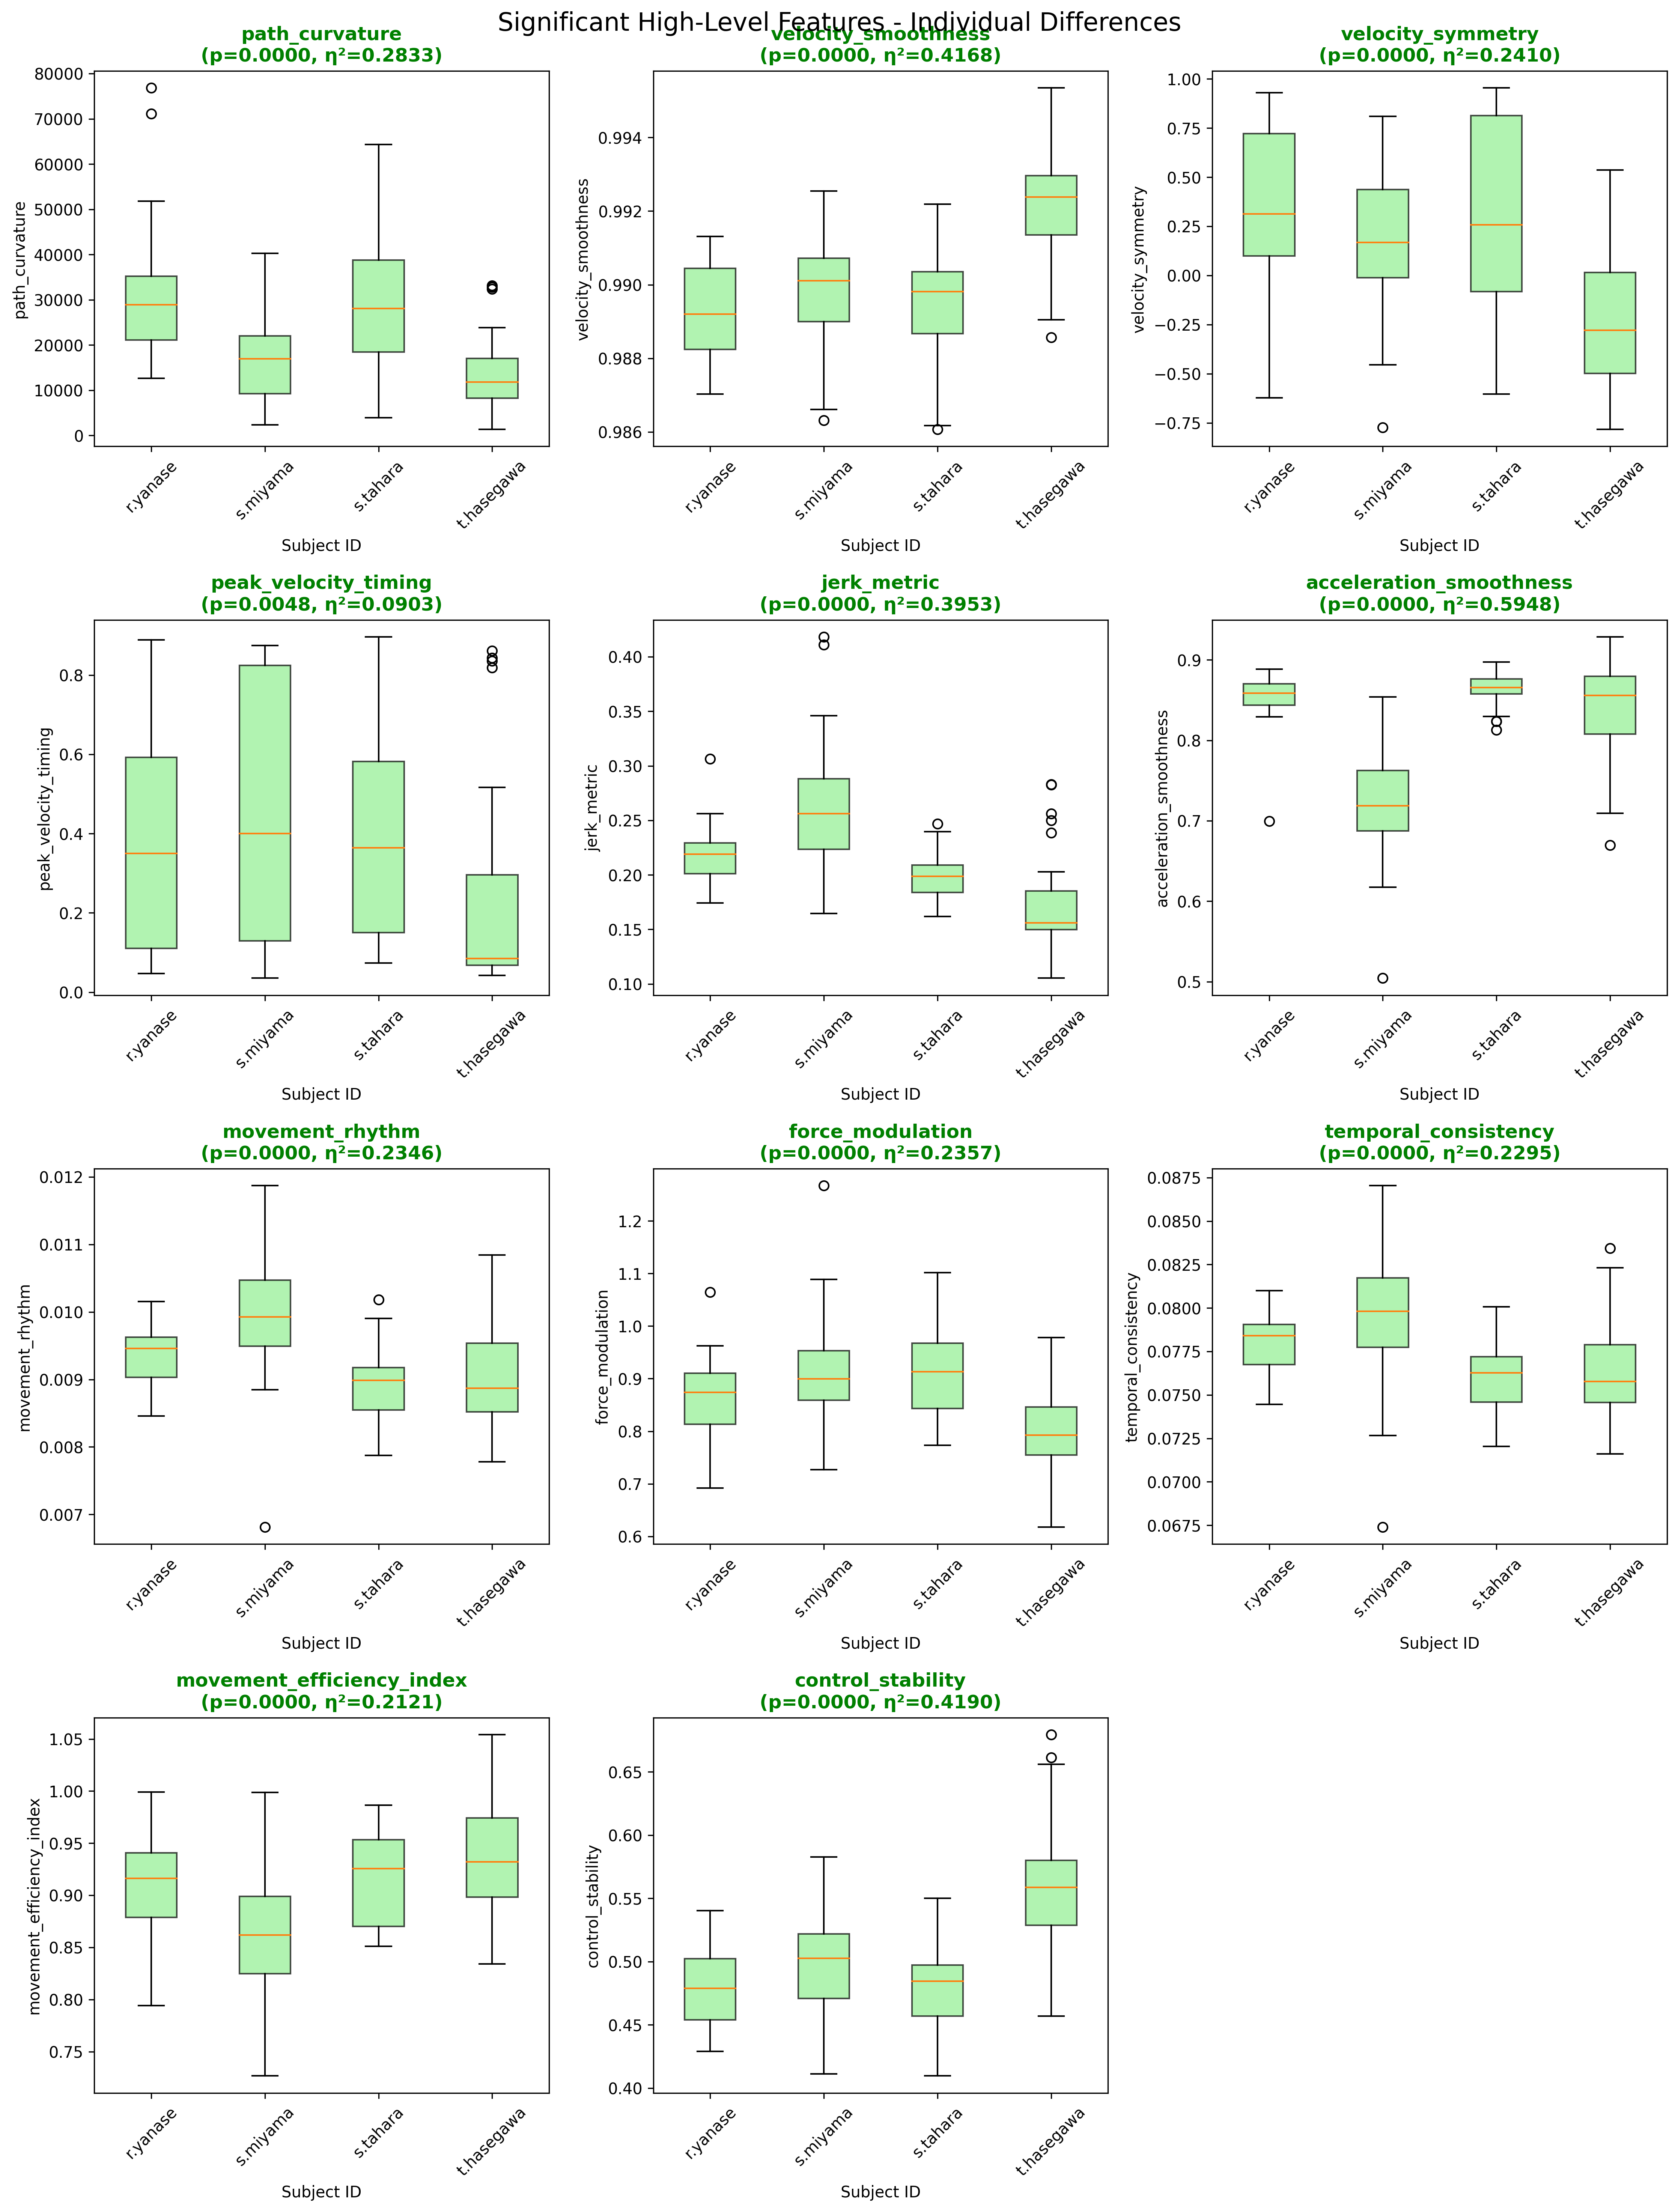 Significant High-Level Features - Individual Differences
path_curvature
(p=0.0000, η²=0.2833)
80000
70000
60000
50000
40000
30000
20000
10000
0
path_curvature
r.yanase
s.miyama
s.tahara
t.hasegawa
Subject ID
velocity_smoothness
(p=0.0000, η²=0.4168)
0.994
0.992
0.990
0.988
0.986
velocity_smoothness
r.yanase
s.miyama
s.tahara
t.hasegawa
Subject ID
velocity_symmetry
(p=0.0000, η²=0.2410)
1.00
0.75
0.50
0.25
0.00
−0.25
−0.50
−0.75
velocity_symmetry
r.yanase
s.miyama
s.tahara
t.hasegawa
Subject ID
peak_velocity_timing
(p=0.0048, η²=0.0903)
0.8
0.6
0.4
0.2
0.0
peak_velocity_timing
r.yanase
s.miyama
s.tahara
t.hasegawa
Subject ID
jerk_metric
(p=0.0000, η²=0.3953)
0.40
0.35
0.30
0.25
0.20
0.15
0.10
jerk_metric
r.yanase
s.miyama
s.tahara
t.hasegawa
Subject ID
acceleration_smoothness
(p=0.0000, η²=0.5948)
0.9
0.8
0.7
0.6
0.5
acceleration_smoothness
r.yanase
s.miyama
s.tahara
t.hasegawa
Subject ID
movement_rhythm
(p=0.0000, η²=0.2346)
0.012
0.011
0.010
0.009
0.008
0.007
movement_rhythm
r.yanase
s.miyama
s.tahara
t.hasegawa
Subject ID
force_modulation
(p=0.0000, η²=0.2357)
1.2
1.1
1.0
0.9
0.8
0.7
0.6
force_modulation
r.yanase
s.miyama
s.tahara
t.hasegawa
Subject ID
temporal_consistency
(p=0.0000, η²=0.2295)
0.0875
0.0850
0.0825
0.0800
0.0775
0.0750
0.0725
0.0700
0.0675
temporal_consistency
r.yanase
s.miyama
s.tahara
t.hasegawa
Subject ID
movement_efficiency_index
(p=0.0000, η²=0.2121)
1.05
1.00
0.95
0.90
0.85
0.80
0.75
movement_efficiency_index
r.yanase
s.miyama
s.tahara
t.hasegawa
Subject ID
control_stability
(p=0.0000, η²=0.4190)
0.65
0.60
0.55
0.50
0.45
0.40
control_stability
r.yanase
s.miyama
s.tahara
t.hasegawa
Subject ID